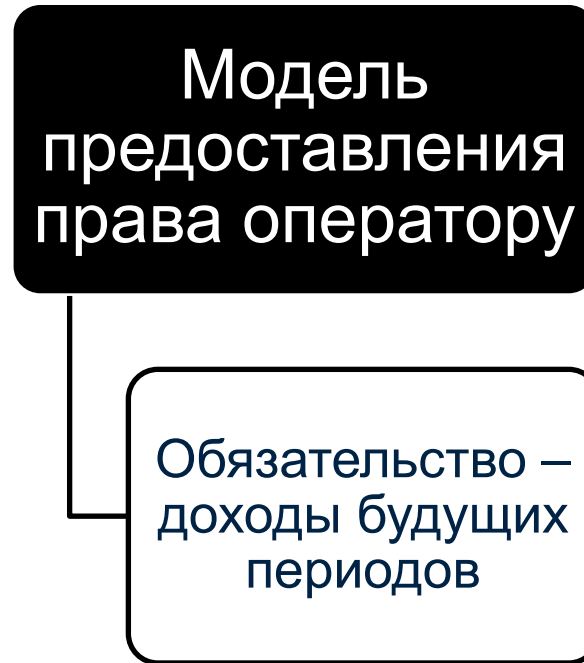 Модель
предоставления
права оператору
Обязательство –
доходы будущих
периодов